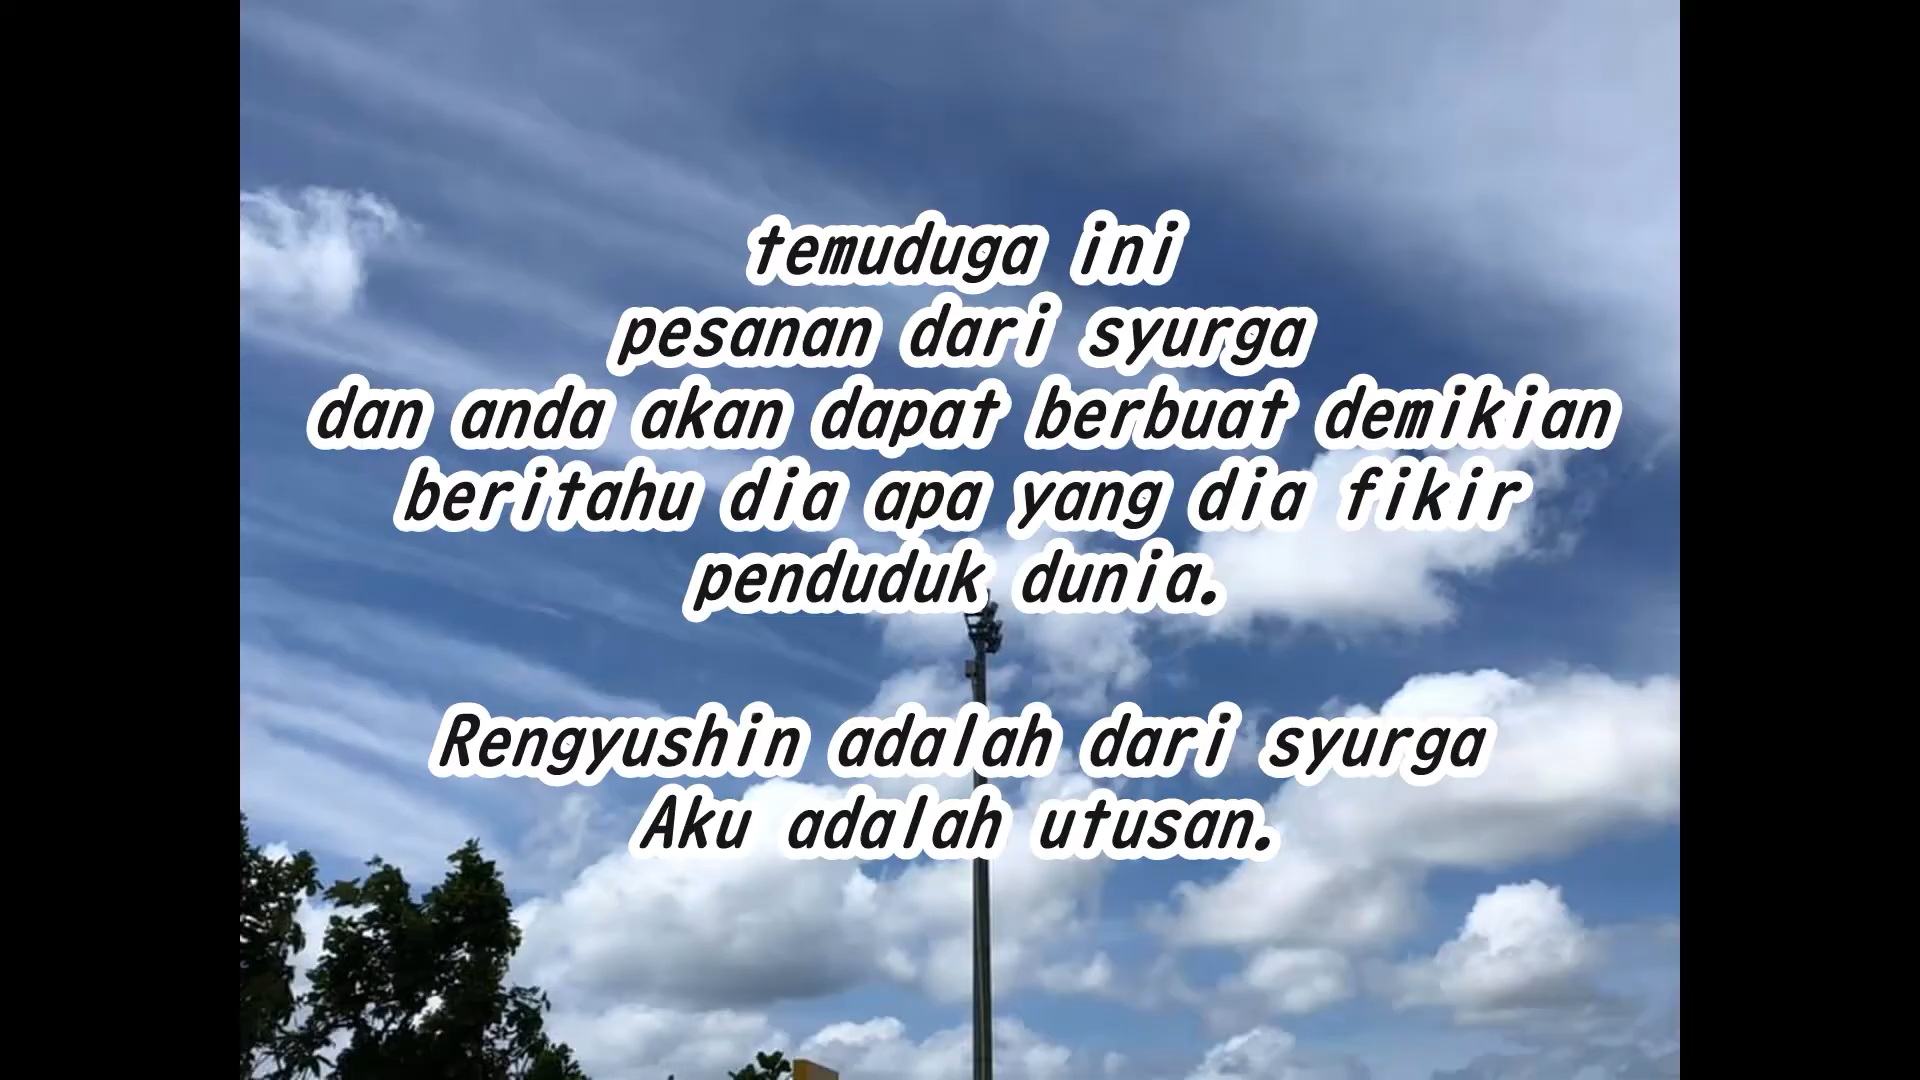 temuduga ini
pesanan dari syurga
dan anda akan dapat berbuat demikian
beritahu dia apa yang dia fikir
penduduk dunia.
Rengyushin adalah dari syurga
Aku adalah utusan.